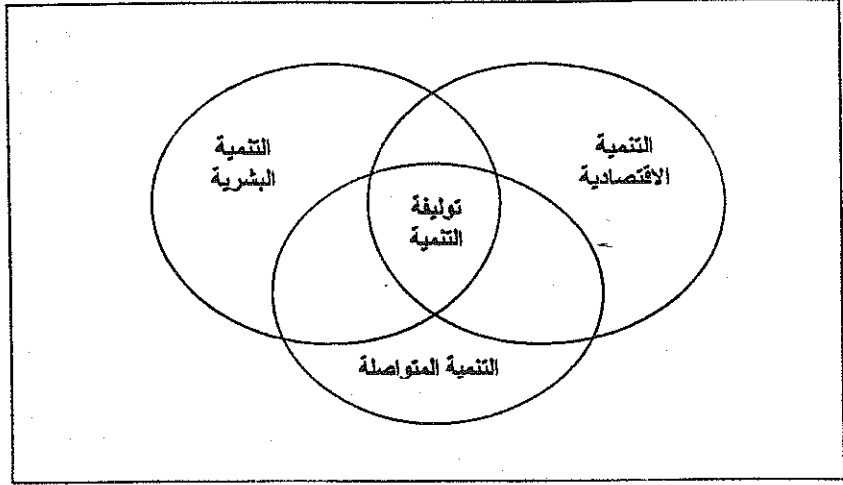 التنمية
الاقتصادية
التنمية
البشرية
توليفة
التنمية
التنمية المتواصلة